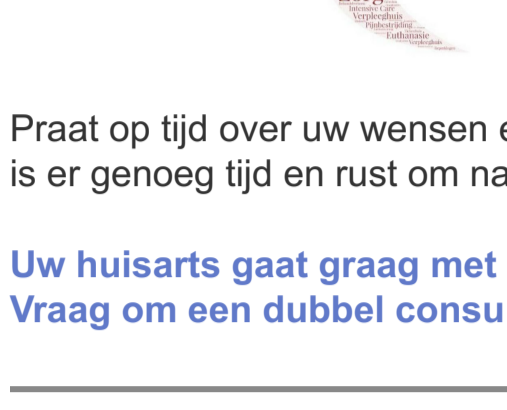 Intensive Care
Verpleeghuis
Pijnbestrijding
Euthanasie
Verpleeghuis
Praat op tijd over uw wensen
is er genoeg tijd en rust om na
Uw huisarts gaat graag met
Vraag om een dubbel consu